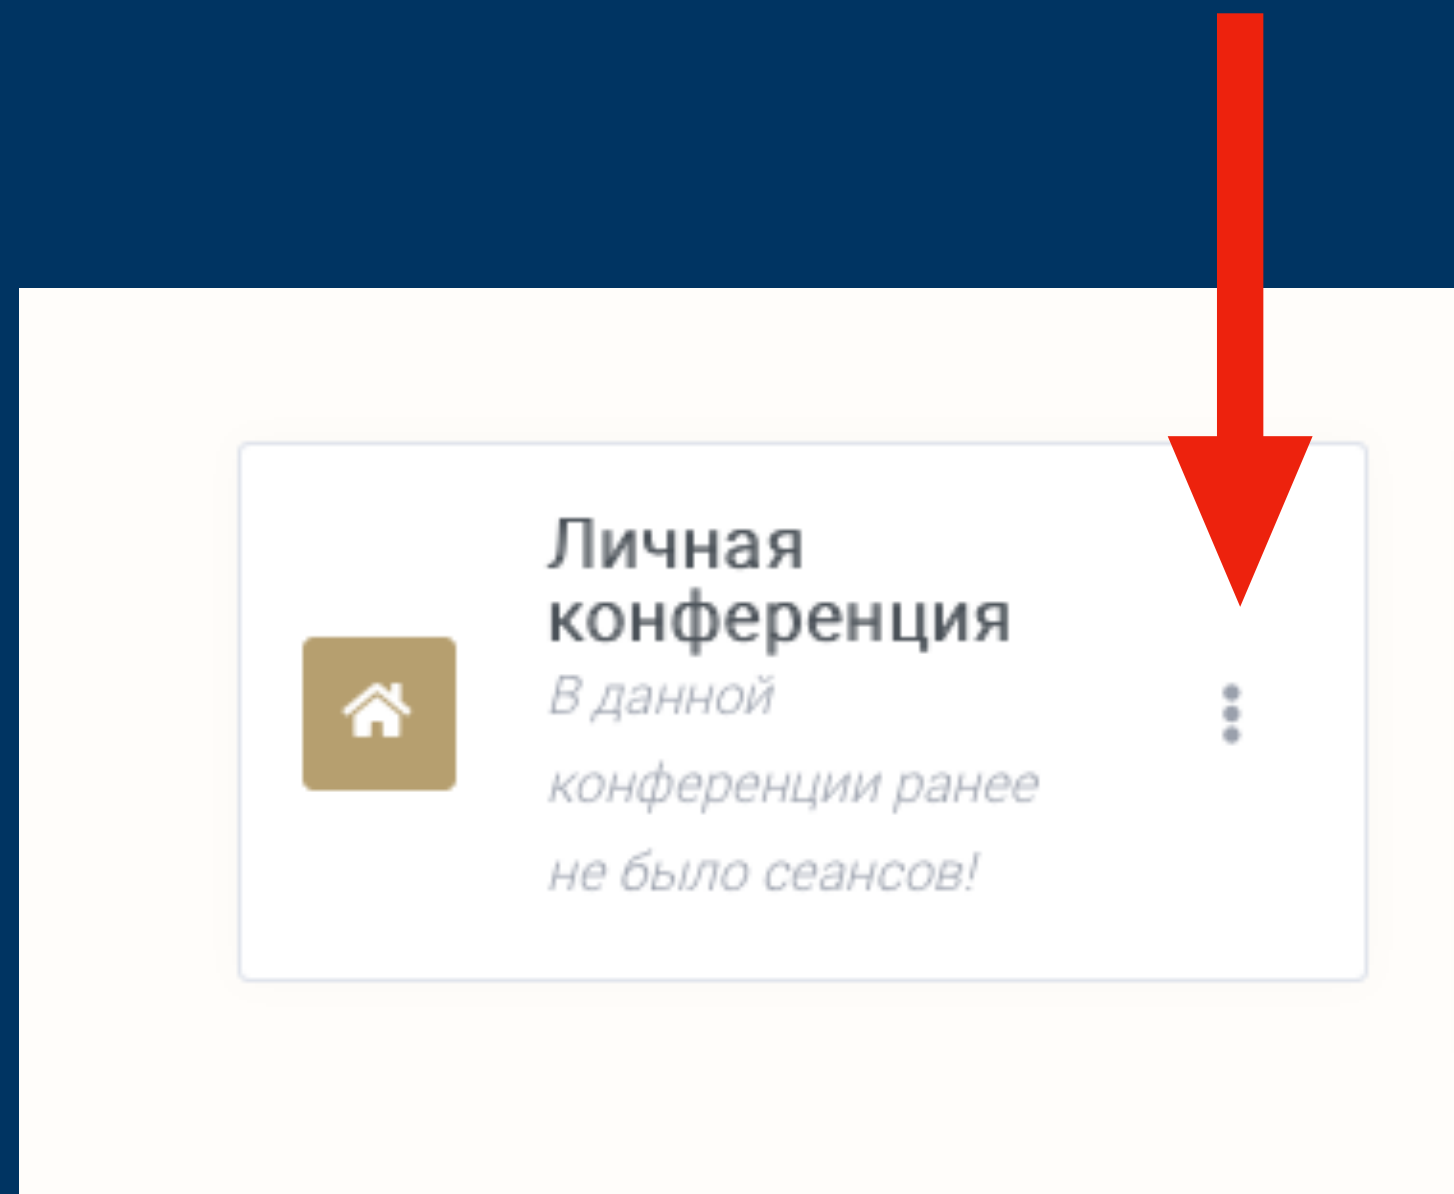 Личная
конференция
В данной
конференции ранее
не было сеансов!